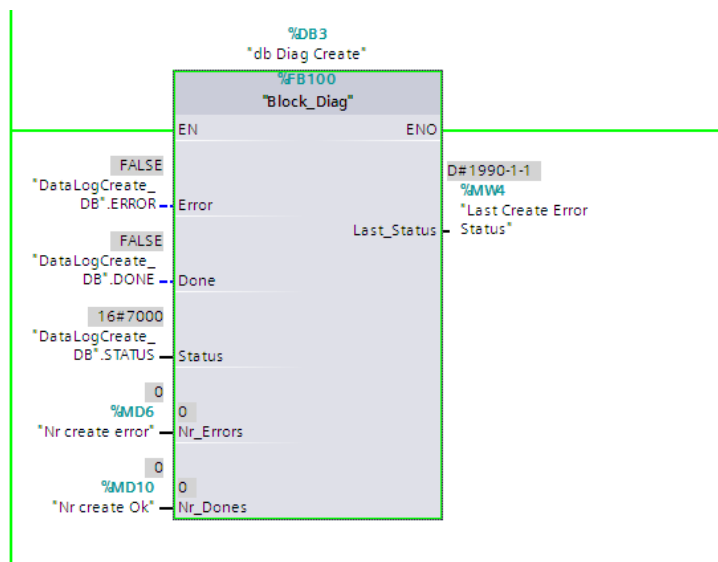 %DB3
"db Diag Create"
%FB100
"Block_Diag"
EN ENO
FALSE
"DataLogCreate_
DB".ERROR Error
D#1990-1-1
%MW4
"Last Create Error
Last_Status Status"
FALSE
"DataLogCreate_
DB".DONE Done
16#7000
"DataLogCreate_
DB".STATUS Status
0
%MD6 0
"Nr create error" Nr_Errors
0
%MD10 0
"Nr create Ok" Nr_Dones